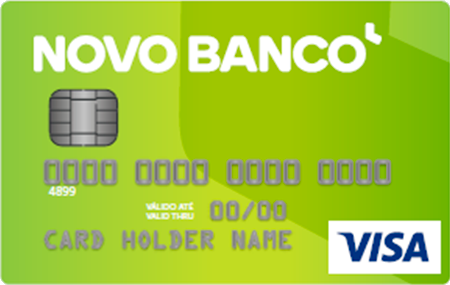 NOVO BANCO
0000 0000 0000 0000
4899
VÁLIDO ATÉ
VALID THRU 00/00
CARD HOLDER NAME
VISA